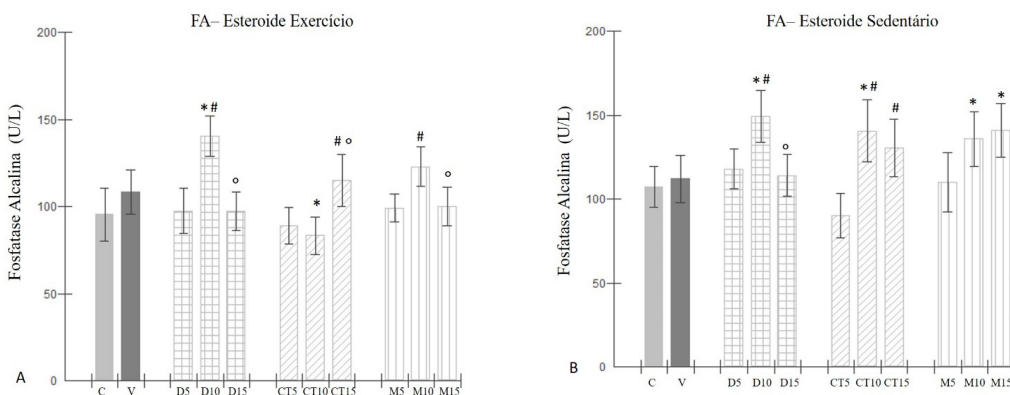 FA– Esteroide Exercício
Fosfatase Alcalina (U/L)
200
150
100
50
0
* #
o
*
# o
#
o
A
C V D5 D10 D15 CT5 CT10 CT15 M5 M10 M15
FA– Esteroide Sedentário
Fosfatase Alcalina (U/L)
200
150
100
50
0
* #
o
* #
#
*
*
B
C V D5 D10 D15 CT5 CT10 CT15 M5 M10 M15